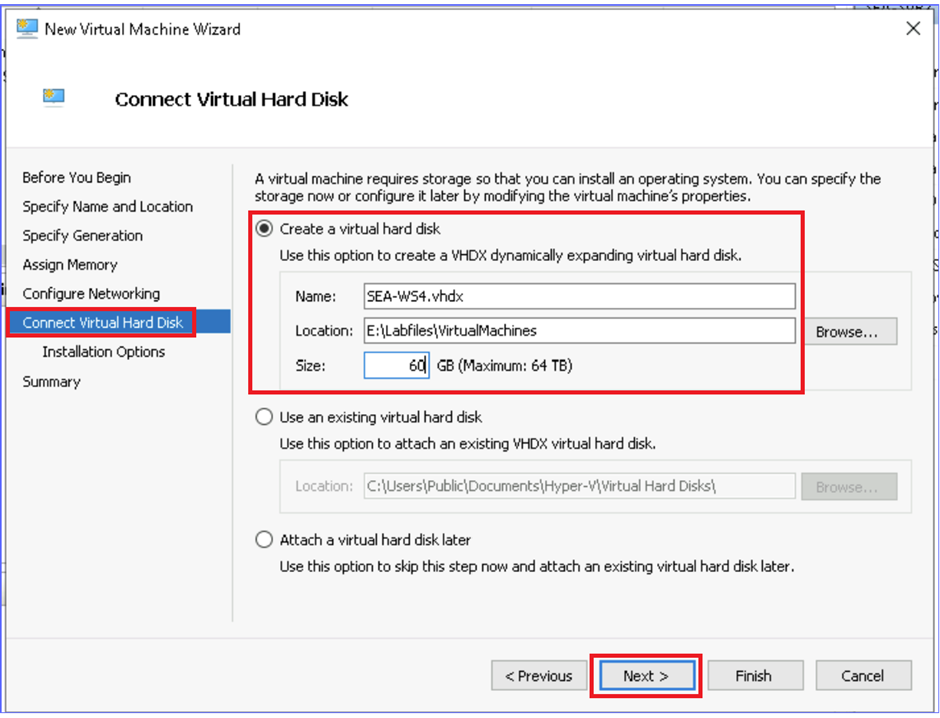 New Virtual Machine Wizard
Connect Virtual Hard Disk
Before You Begin
Specify Name and Location
Specify Generation
Assign Memory
Configure Networking
Connect Virtual Hard Disk
Installation Options
Summary
A virtual machine requires storage so that you can install an operating system. You can specify the
storage now or configure it later by modifying the virtual machine's properties.
Create a virtual hard disk
Use this option to create a VHDX dynamically expanding virtual hard disk.
Name: SEA-WS4.vhdx
Location: E:\Labfiles\VirtualMachines Browse...
Size: 60 GB (Maximum: 64 TB)
Use an existing virtual hard disk
Use this option to attach an existing VHDX virtual hard disk.
Location: C:\Users\Public\Documents\Hyper-V\Virtual Hard Disks\ Browse...
Attach a virtual hard disk later
Use this option to skip this step now and attach an existing virtual hard disk later.
< Previous Next > Finish Cancel